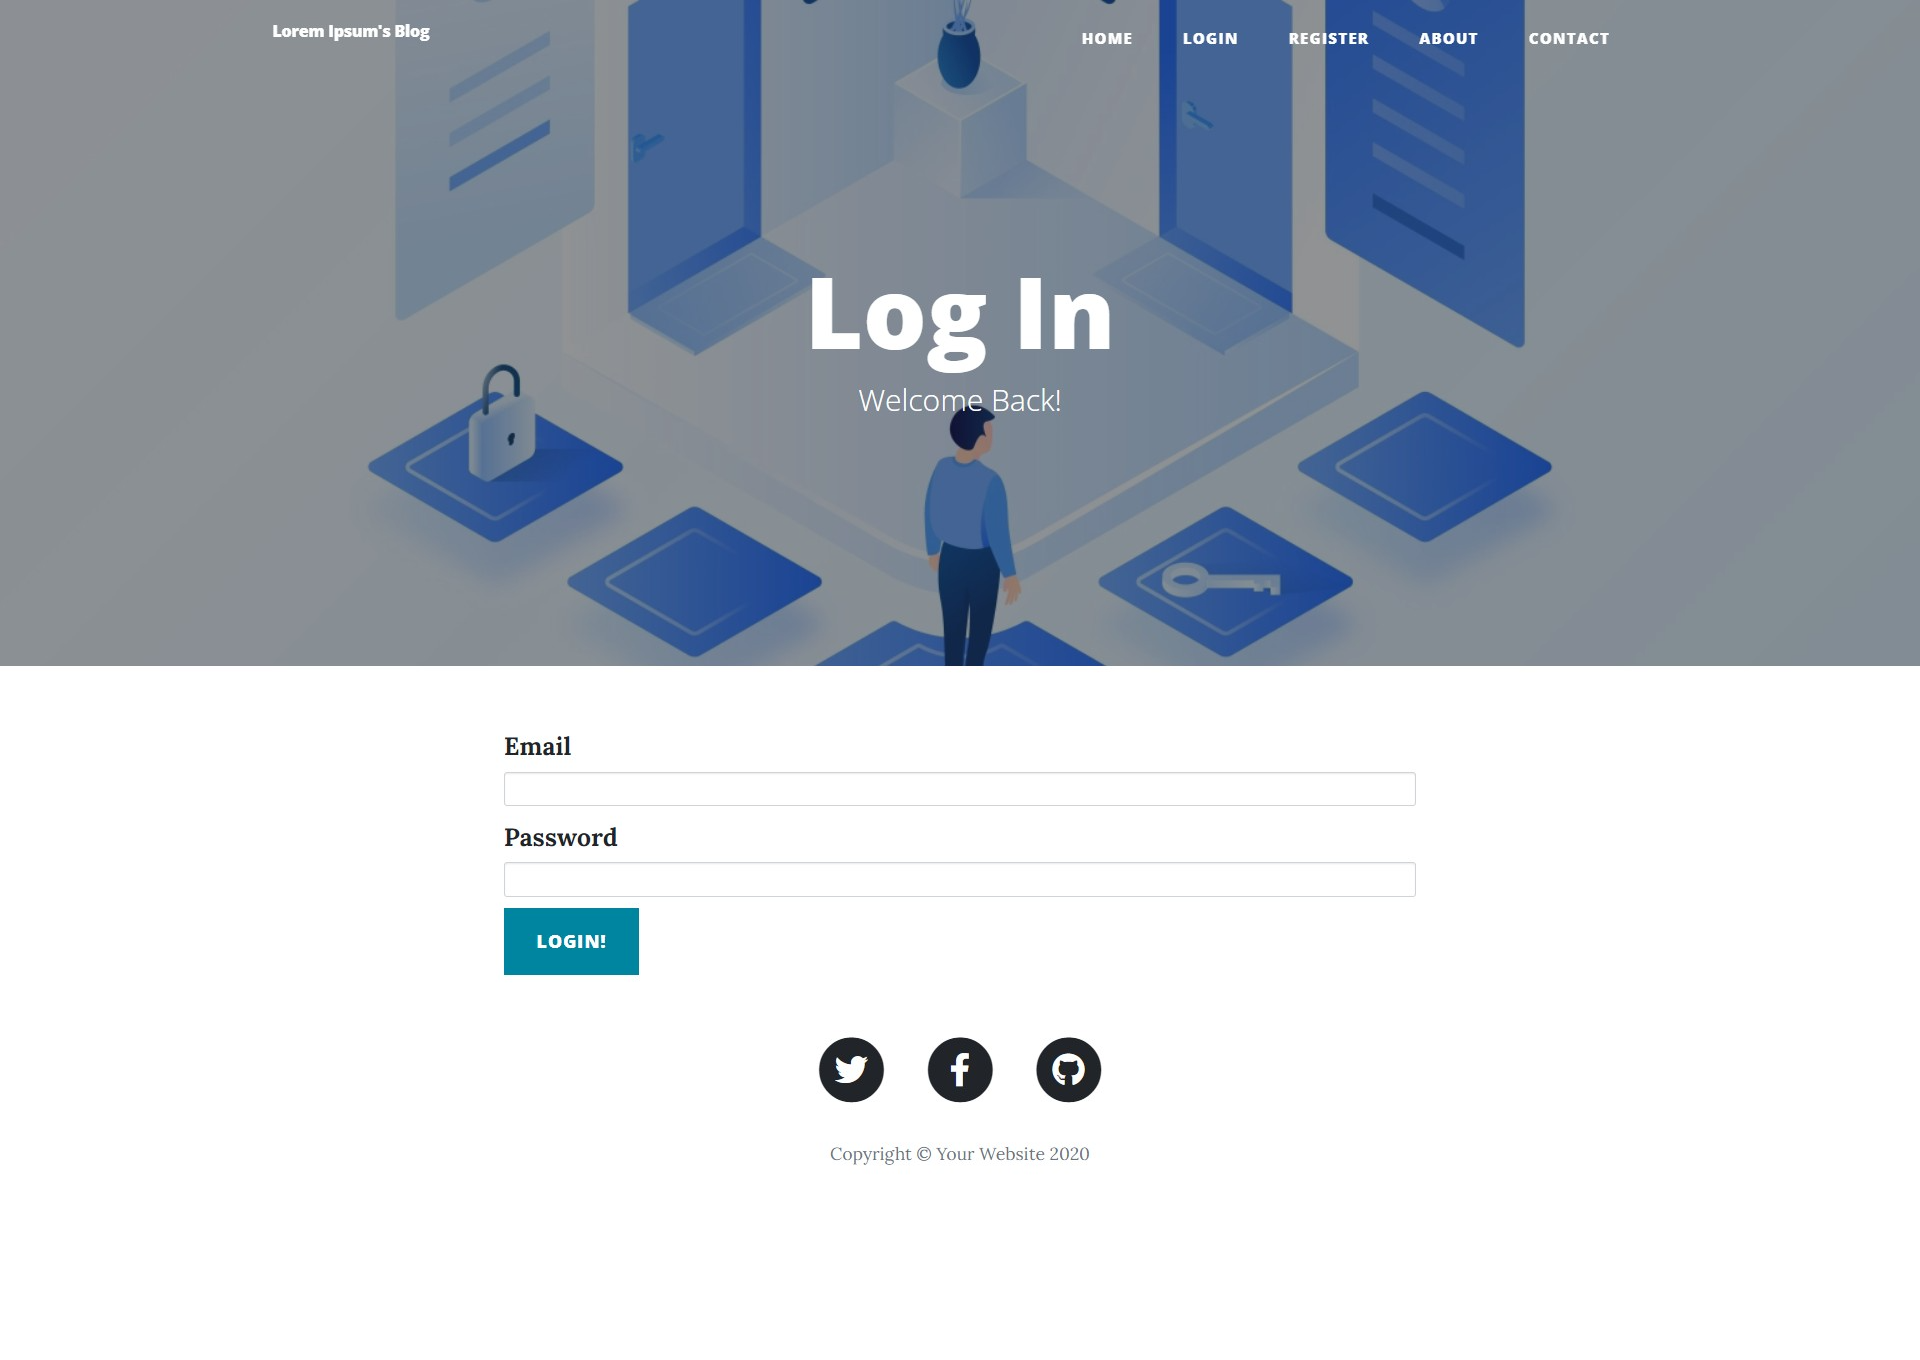 Lorem Ipsum's Blog
HOME LOGIN REGISTER ABOUT CONTACT
Log In
Welcome Back!
Email
Password
LOGIN!
Copyright © Your Website 2020